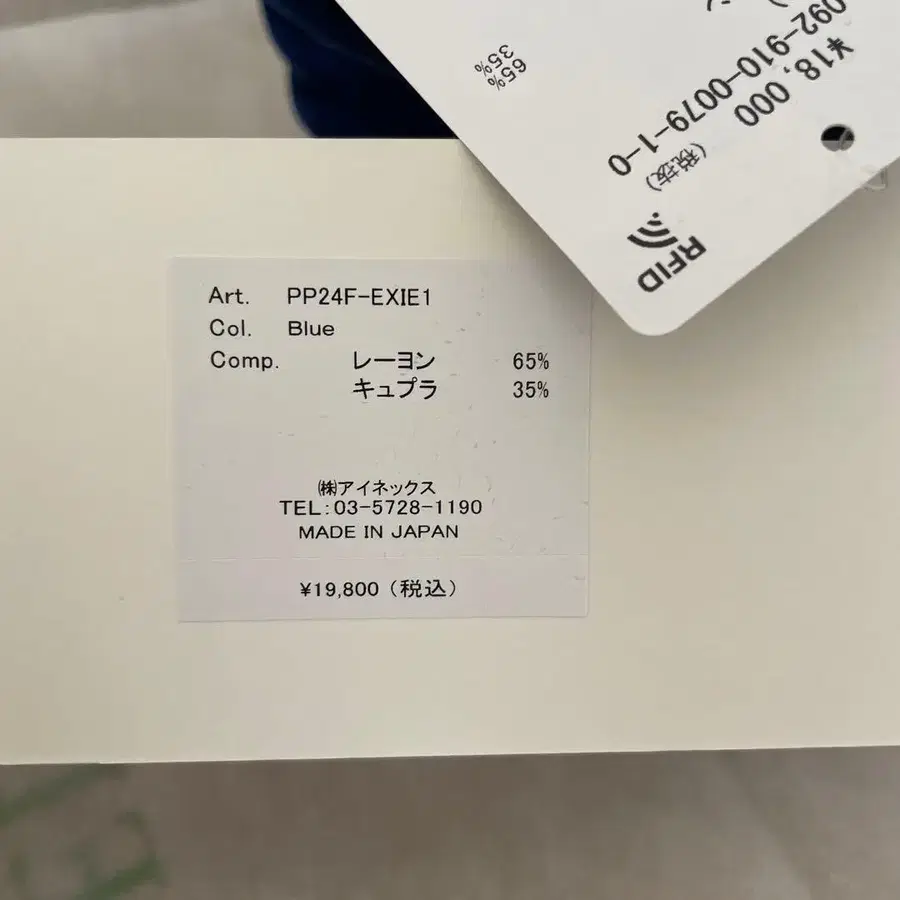 Art. PP24F-EXIE1
Col. Blue
Comp. レーヨン 65%
キュプラ 35%
㈱アイネックス
TEL:03-5728-1190
MADE IN JAPAN
¥19,800（税込）
RFID
(税抜)
¥18,000
092-910-0079-1-0
65%
35%